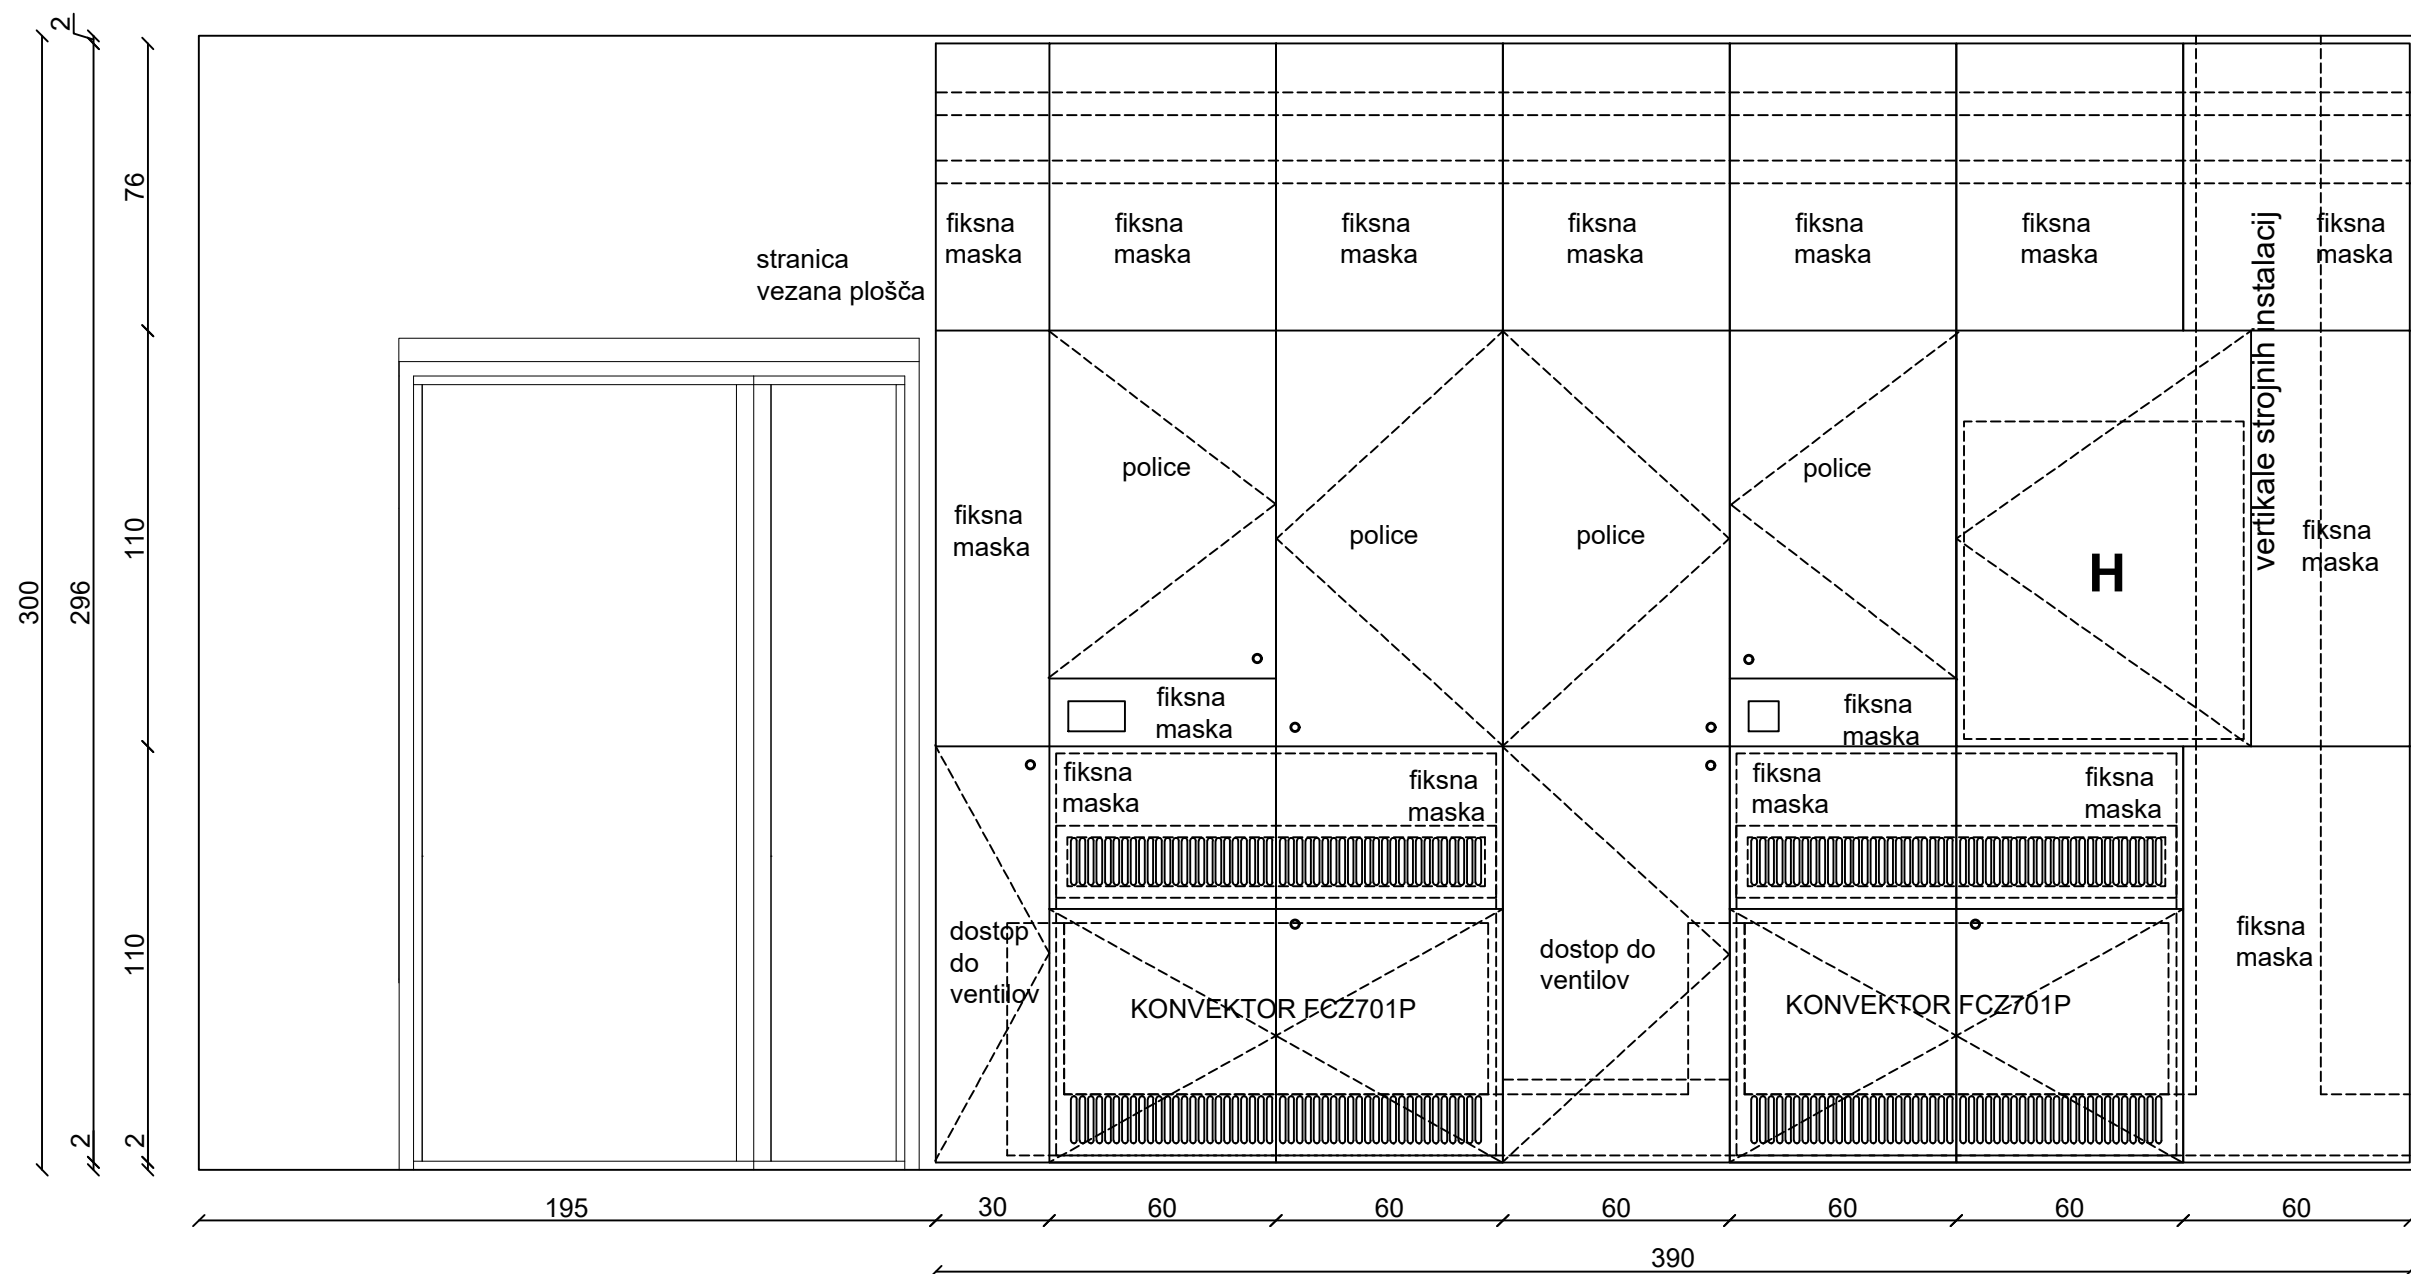 2
300
296
2
76
110
110
2
stranica
vezana plošča
fiksna
maska
fiksna
maska
fiksna
maska
fiksna
maska
fiksna
maska
fiksna
maska
fiksna
maska
vertikale strojnih instalacij
fiksna
maska
police
police
police
police
H
fiksna
maska
fiksna
maska
fiksna
maska
fiksna
maska
fiksna
maska
fiksna
maska
fiksna
maska
dostop
do
ventilov
KONVEKTOR FCZ701P
dostop do
ventilov
KONVEKTOR FCZ701P
fiksna
maska
195
30
60
60
60
60
60
60
390